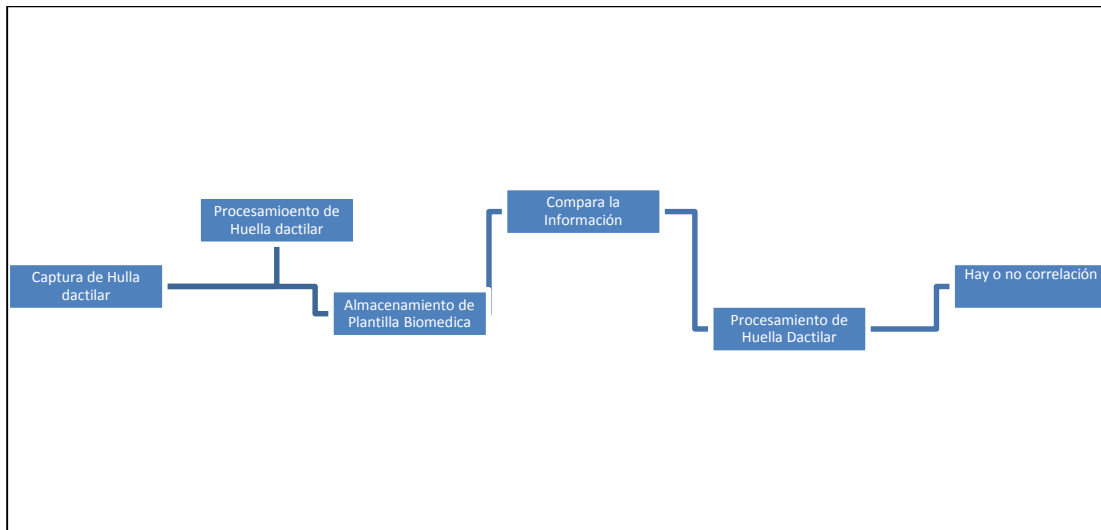 Captura de Hulla
dactilar
Procesamioento de
Huella dactilar
Almacenamiento de
Plantilla Biomedica
Compara la
Información
Procesamiento de
Huella Dactilar
Hay o no correlación